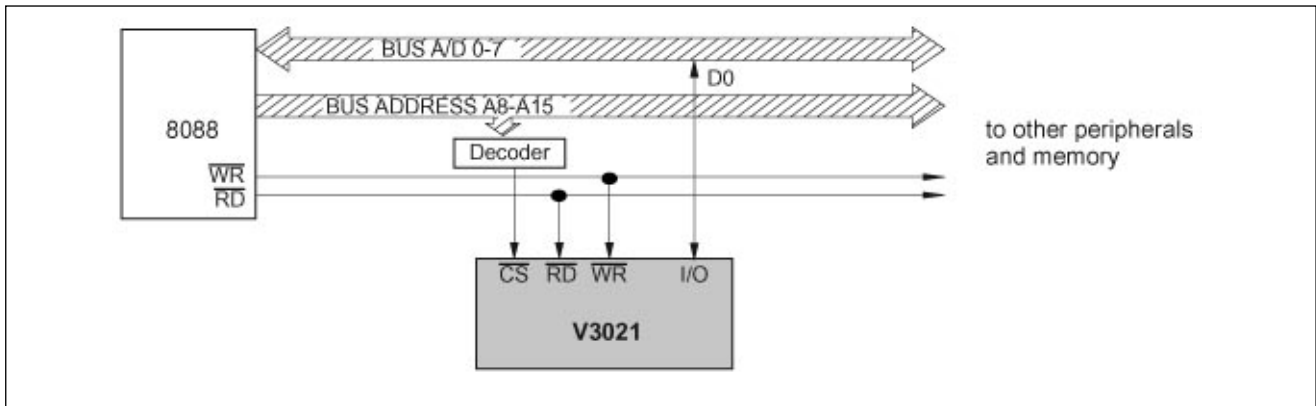 BUS A/D 0-7
D0
BUS ADDRESS A8-A15
8088
to other peripherals
and memory
Decoder
WR
RD
CS RD WR I/O
V3021